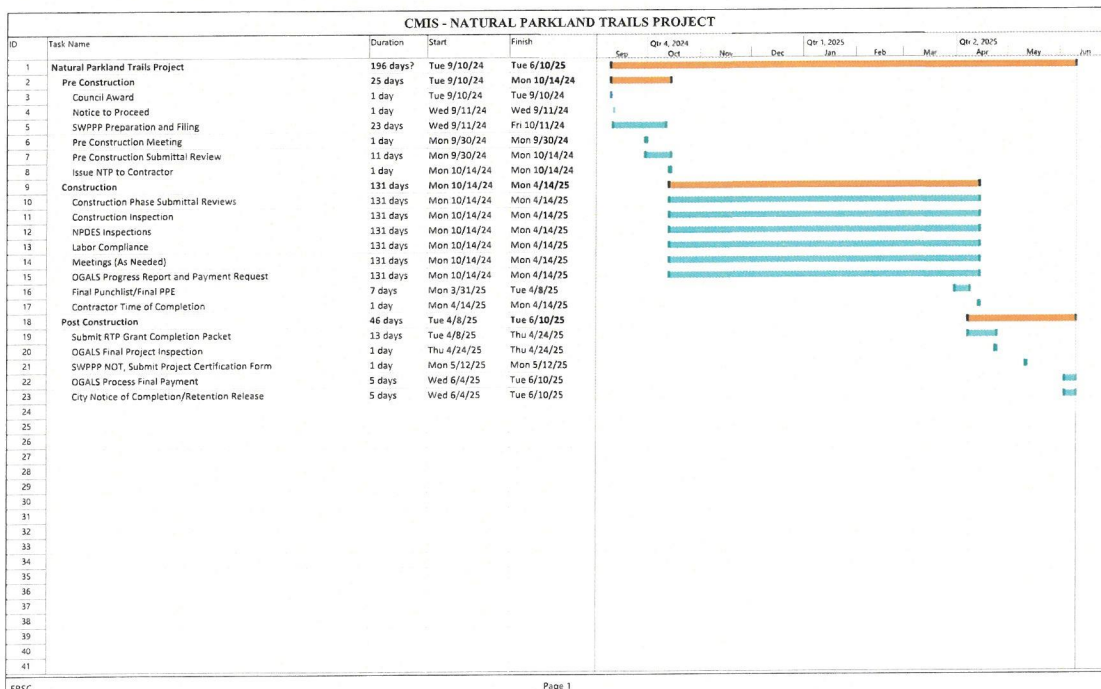 CMIS - NATURAL PARKLAND TRAILS PROJECT
ID Task Name Duration Start Finish Qtr 4, 2024 Qtr 1, 2025 Qtr 2, 2025
Sep Oct Nov Dec Jan Feb Mar Apr May Jun
1 Natural Parkland Trails Project 196 days? Tue 9/10/24 Tue 6/10/25
2 Pre Construction 25 days Tue 9/10/24 Mon 10/14/24
3 Council Award 1 day Tue 9/10/24 Tue 9/10/24
4 Notice to Proceed 1 day Wed 9/11/24 Wed 9/11/24
5 SWPPP Preparation and Filing 23 days Wed 9/11/24 Fri 10/11/24
6 Pre Construction Meeting 1 day Mon 9/30/24 Mon 9/30/24
7 Pre Construction Submittal Review 11 days Mon 9/30/24 Mon 10/14/24
8 Issue NTP to Contractor 1 day Mon 10/14/24 Mon 10/14/24
9 Construction 131 days Mon 10/14/24 Mon 4/14/25
10 Construction Phase Submittal Reviews 131 days Mon 10/14/24 Mon 4/14/25
11 Construction Inspection 131 days Mon 10/14/24 Mon 4/14/25
12 NPDES Inspections 131 days Mon 10/14/24 Mon 4/14/25
13 Labor Compliance 131 days Mon 10/14/24 Mon 4/14/25
14 Meetings (As Needed) 131 days Mon 10/14/24 Mon 4/14/25
15 OGALS Progress Report and Payment Request 131 days Mon 10/14/24 Mon 4/14/25
16 Final Punchlist/Final PPE 7 days Mon 3/31/25 Tue 4/8/25
17 Contractor Time of Completion 1 day Mon 4/14/25 Mon 4/14/25
18 Post Construction 46 days Tue 4/8/25 Tue 6/10/25
19 Submit RTP Grant Completion Packet 13 days Tue 4/8/25 Thu 4/24/25
20 OGALS Final Project Inspection 1 day Thu 4/24/25 Thu 4/24/25
21 SWPPP NOT, Submit Project Certification Form 1 day Mon 5/12/25 Mon 5/12/25
22 OGALS Process Final Payment 5 days Wed 6/4/25 Tue 6/10/25
23 City Notice of Completion/Retention Release 5 days Wed 6/4/25 Tue 6/10/25
24
25
26
27
28
29
30
31
32
33
34
35
36
37
38
39
40
41
Page 1